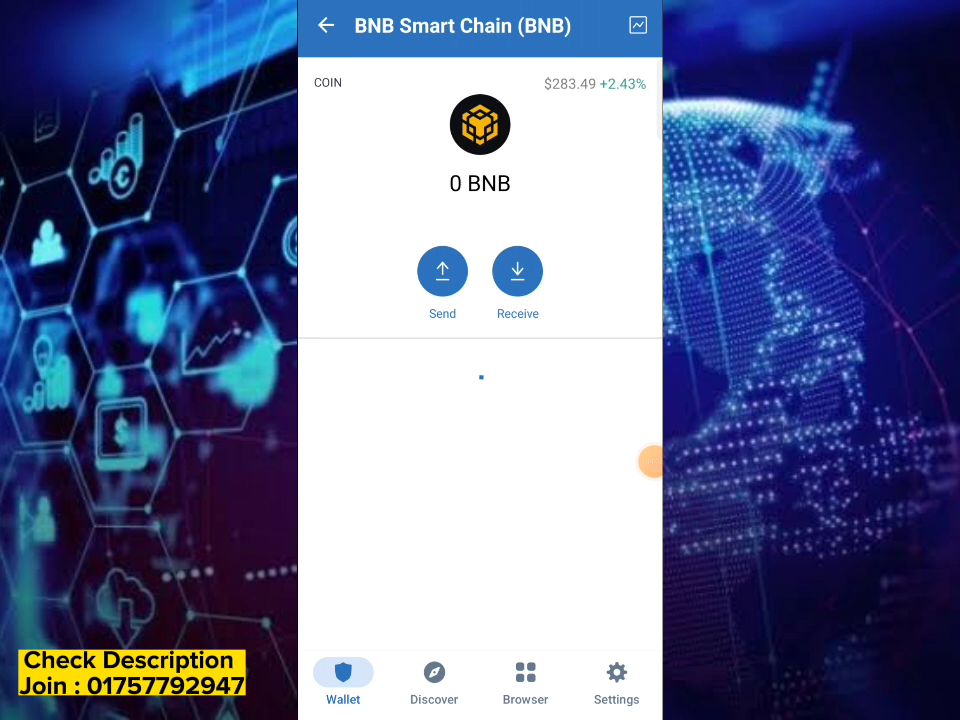 BNB Smart Chain (BNB)
COIN
$283.49 +2.43%
0 BNB
Send
Receive
Wallet
Discover
Browser
Settings
Check Description
Join : 01757792947